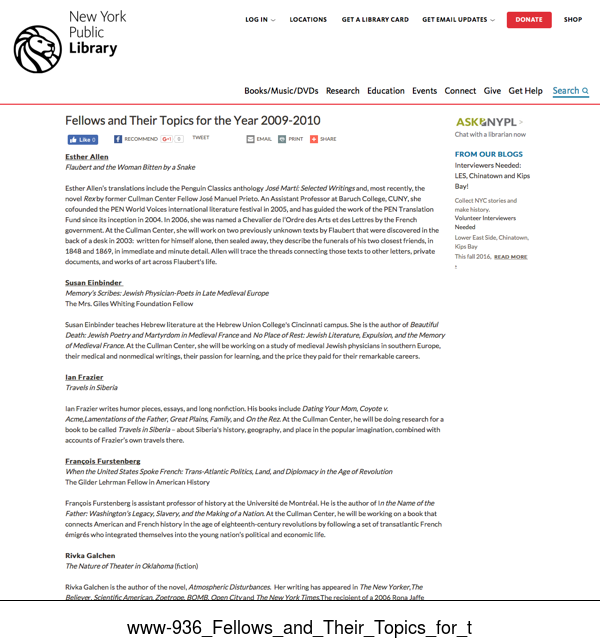 New York
Public
Library
LOG IN
LOCATIONS
GET A LIBRARY CARD
GET EMAIL UPDATES
DONATE
SHOP
Books/Music/DVDs Research Education Events Connect Give Get Help Search
Fellows and Their Topics for the Year 2009-2010
Like 0
RECOMMEND
G+1 0
TWEET
EMAIL
PRINT
SHARE
Esther Allen
Flaubert and the Woman Bitten by a Snake
Esther Allen's translations include the Penguin Classics anthology José Martí: Selected Writings and, most recently, the
novel Rex by former Cullman Center Fellow José Manuel Prieto. An Assistant Professor at Baruch College, CUNY, she
cofounded the PEN World Voices international literature festival in 2005, and has guided the work of the PEN Translation
Fund since its inception in 2004. In 2006, she was named a Chevalier de l'Ordre des Arts et des Lettres by the French
government. At the Cullman Center, she will work on two previously unknown texts by Flaubert that were discovered in the
back of a desk in 2003: written for himself alone, then sealed away, they describe the funerals of his two closest friends, in
1848 and 1869, in immediate and minute detail. Allen will trace the threads connecting those texts to other letters, private
documents, and works of art across Flaubert's life.
Susan Einbinder
Memory's Scribes: Jewish Physician-Poets in Late Medieval Europe
The Mrs. Giles Whiting Foundation Fellow
Susan Einbinder teaches Hebrew literature at the Hebrew Union College's Cincinnati campus. She is the author of Beautiful
Death: Jewish Poetry and Martyrdom in Medieval France and No Place of Rest: Jewish Literature, Expulsion, and the Memory
of Medieval France. At the Cullman Center, she will be working on a study of medieval Jewish physicians in southern Europe,
their medical and nonmedical writings, their passion for learning, and the price they paid for their remarkable careers.
Ian Frazier
Travels in Siberia
Ian Frazier writes humor pieces, essays, and long nonfiction. His books include Dating Your Mom, Coyote v.
Acme,Lamentations of the Father, Great Plains, Family, and On the Rez. At the Cullman Center, he will be doing research for a
book to be called Travels in Siberia – about Siberia's history, geography, and place in the popular imagination, combined with
accounts of Frazier's own travels there.
François Furstenberg
When the United States Spoke French: Trans-Atlantic Politics, Land, and Diplomacy in the Age of Revolution
The Gilder Lehrman Fellow in American History
François Furstenberg is assistant professor of history at the Université de Montréal. He is the author of In the Name of the
Father: Washington's Legacy, Slavery, and the Making of a Nation. At the Cullman Center, he will be working on a book that
connects American and French history in the age of eighteenth-century revolutions by following a set of transatlantic French
émigrés who integrated themselves into the young nation's political and economic life.
Rivka Galchen
The Nature of Theater in Oklahoma (fiction)
Rivka Galchen is the author of the novel, Atmospheric Disturbances. Her writing has appeared in The New Yorker,The
Believer, Scientific American, Zoetrope, BOMB, Open City and The New York Times.The recipient of a 2006 Rona Jaffe
ASK NYPL >
Chat with a librarian now
FROM OUR BLOGS
Interviewers Needed:
LES, Chinatown and Kips
Bay!
Collect NYC stories and
make history.
Volunteer Interviewers
Needed
Lower East Side, Chinatown,
Kips Bay
This fall 2016, READ MORE
www-936_Fellows_and_Their_Topics_for_t